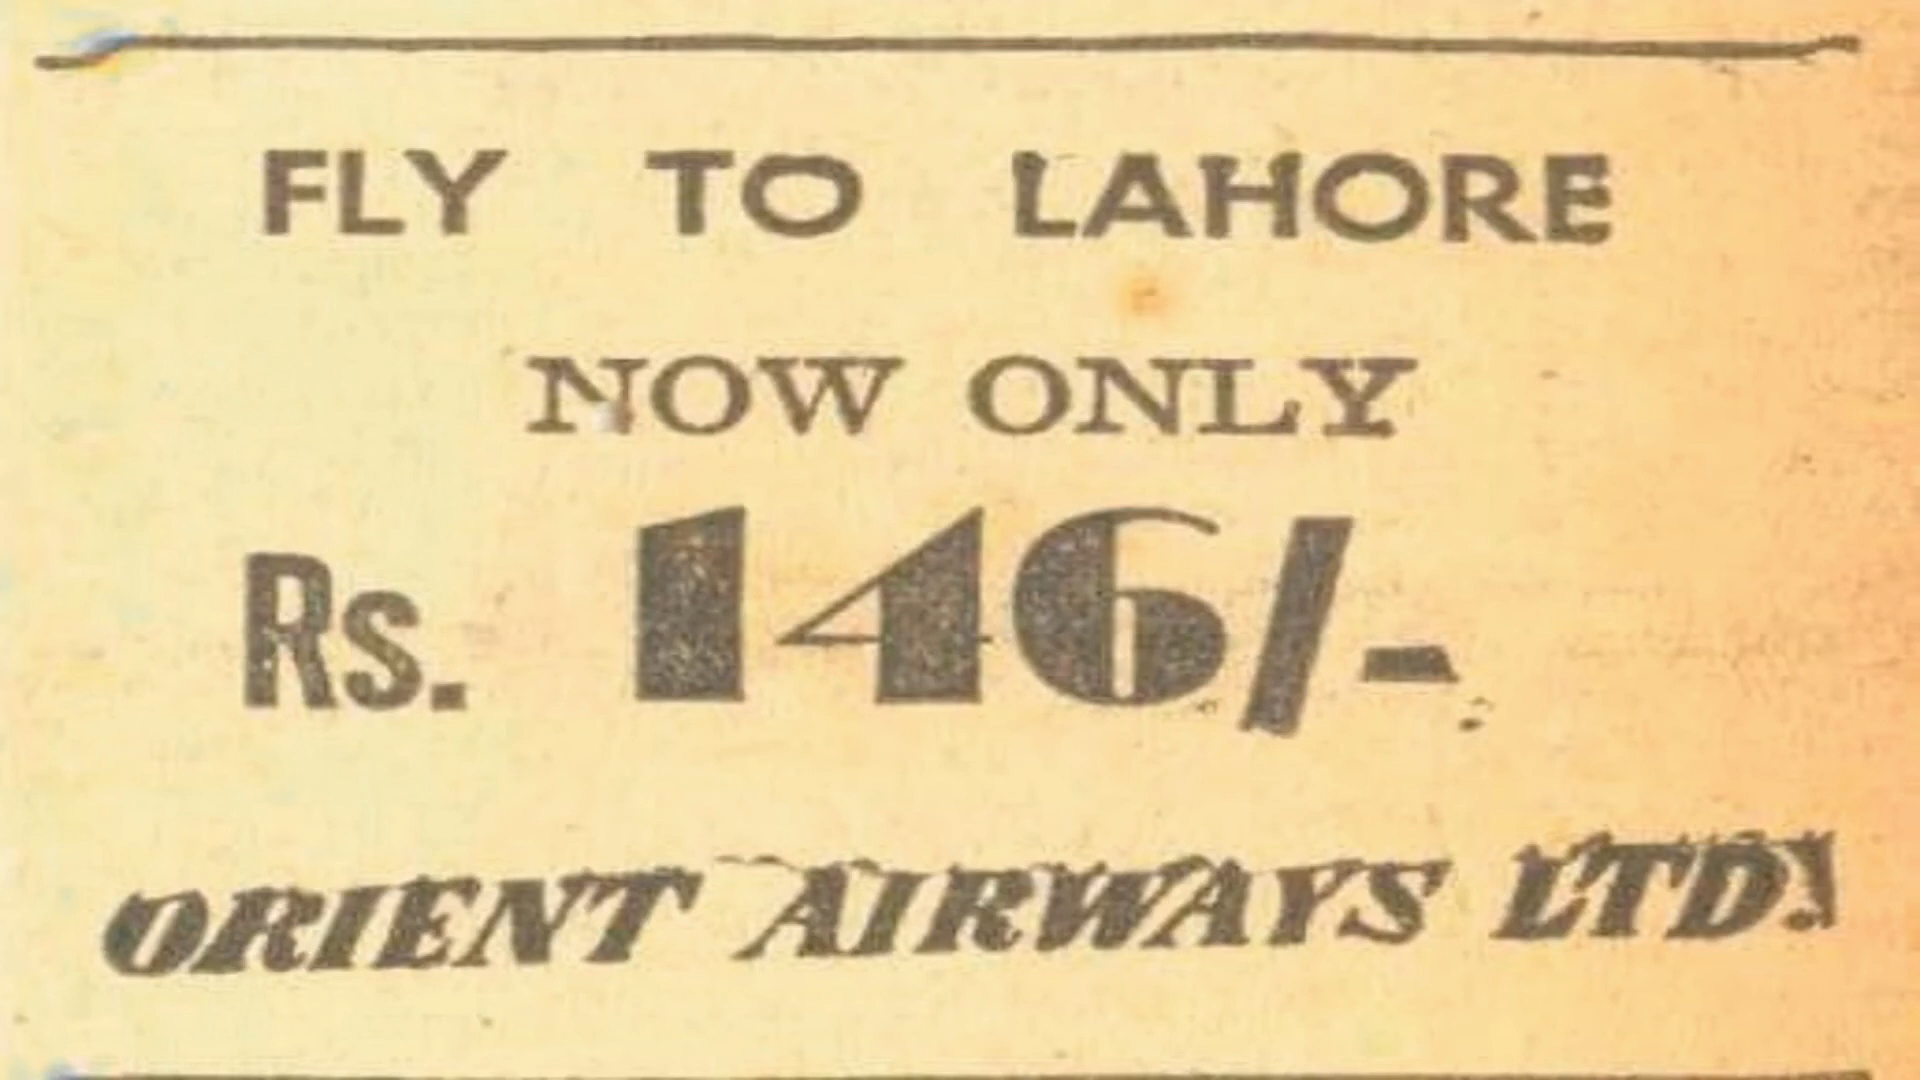 FLY TO LAHORE
NOW ONLY
Rs. 146/-
ORIENT AIRWAYS LTD.